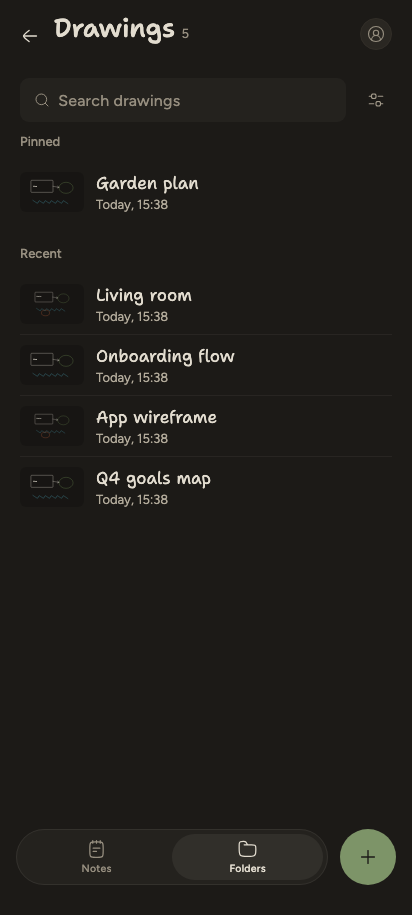 Drawings 5
Search drawings
Pinned
Garden plan
Today, 15:38
Recent
Living room
Today, 15:38
Onboarding flow
Today, 15:38
App wireframe
Today, 15:38
Q4 goals map
Today, 15:38
Notes
Folders